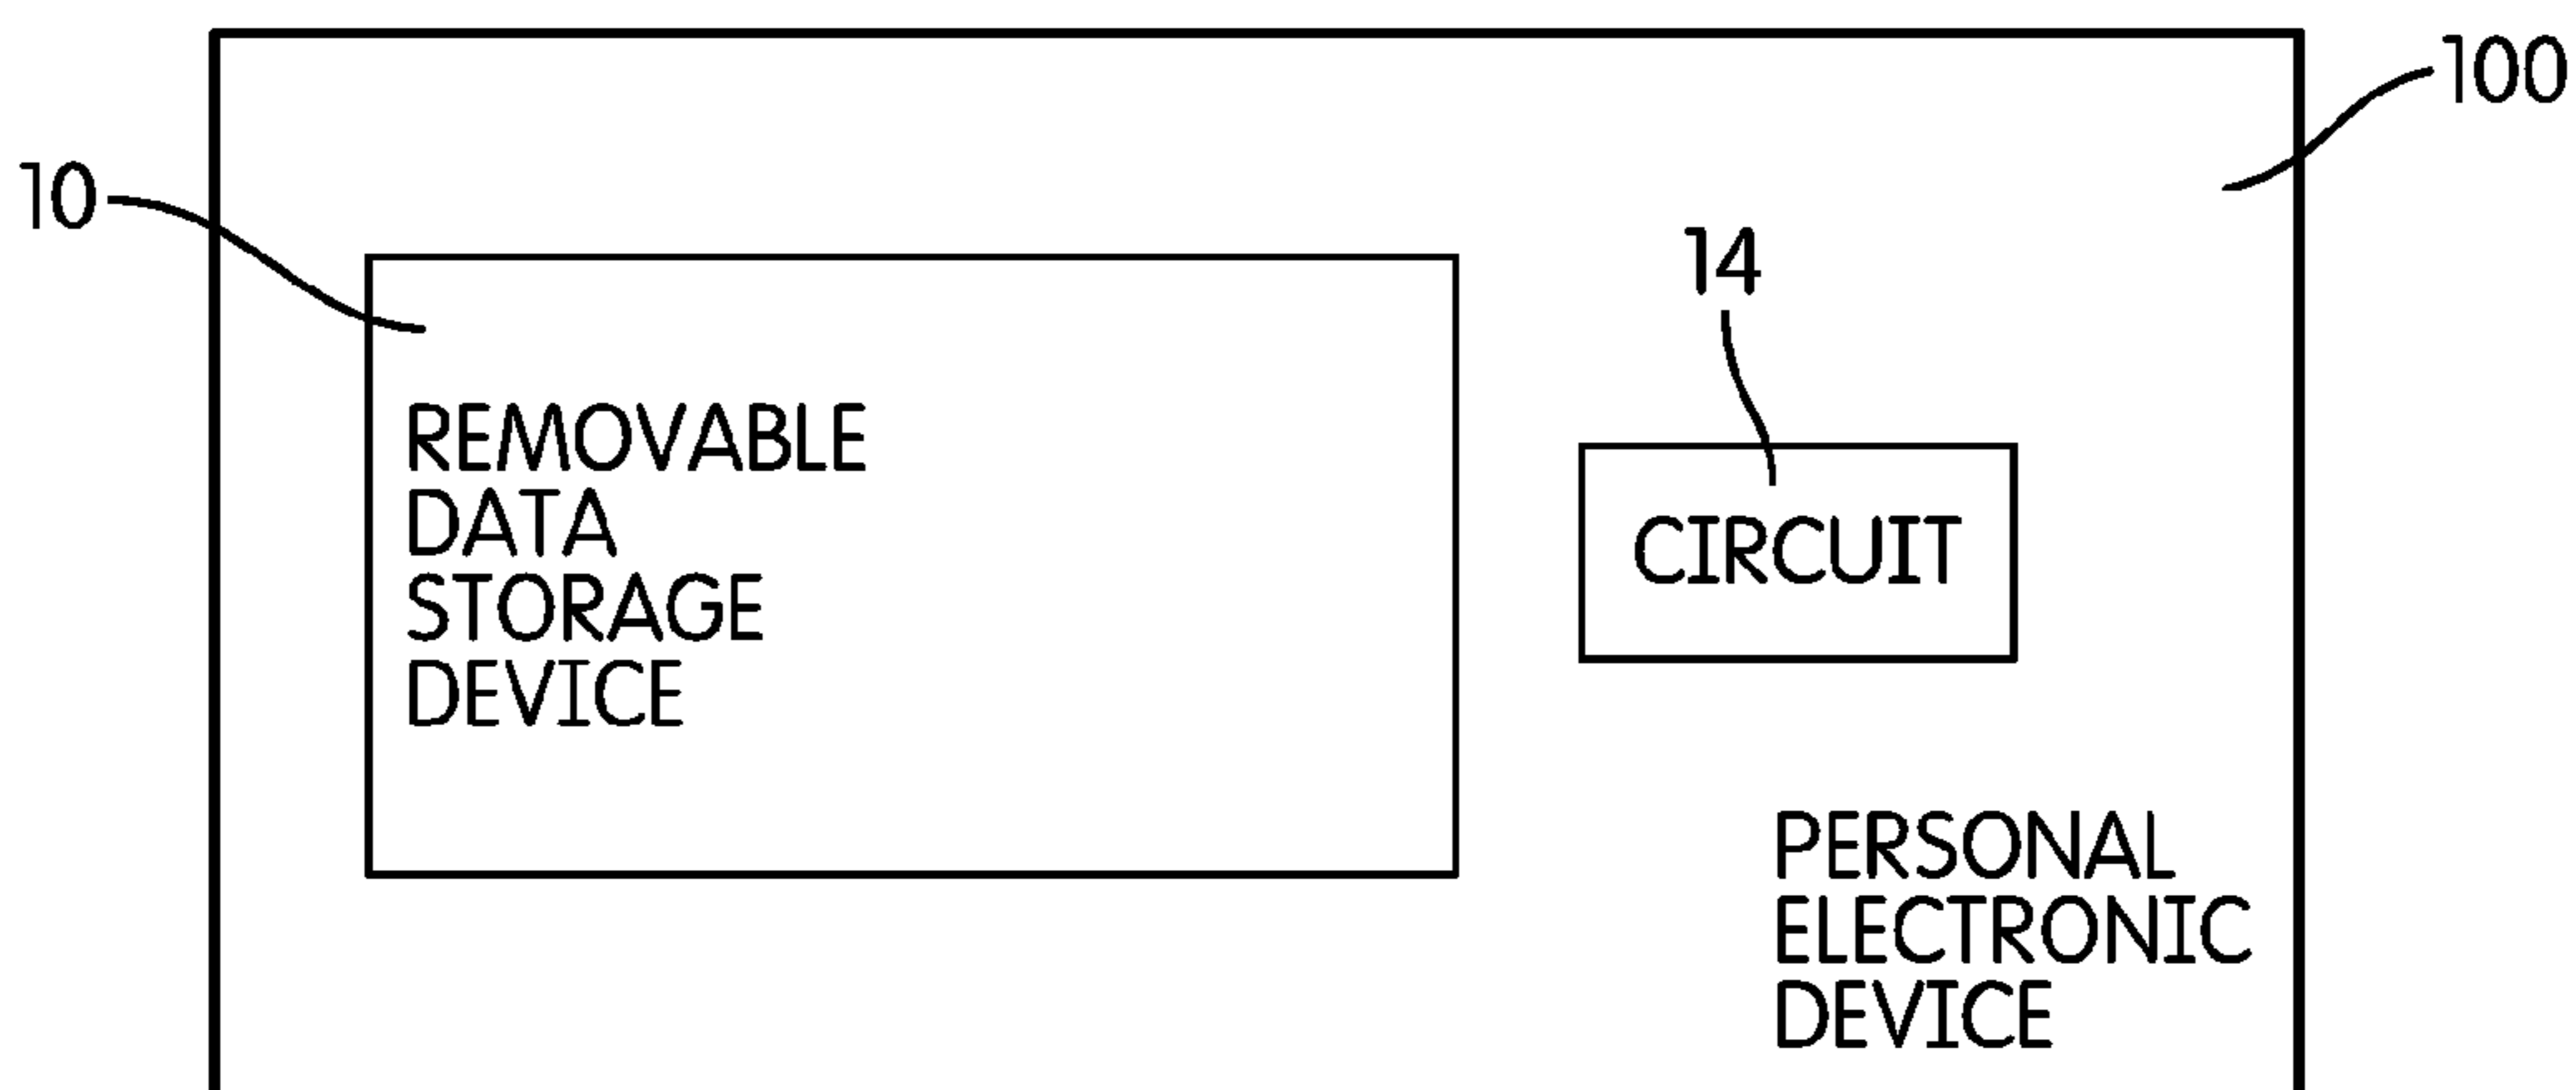 100
10
14
REMOVABLE
DATA
STORAGE
DEVICE
CIRCUIT
PERSONAL
ELECTRONIC
DEVICE